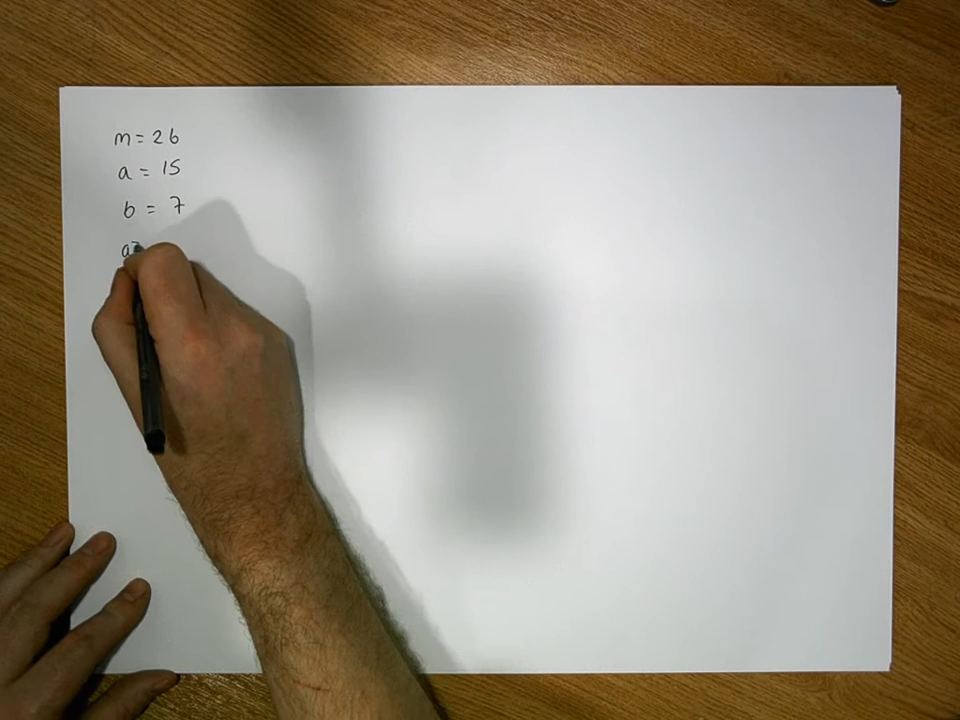 m = 26
a = 15
b = 7
a